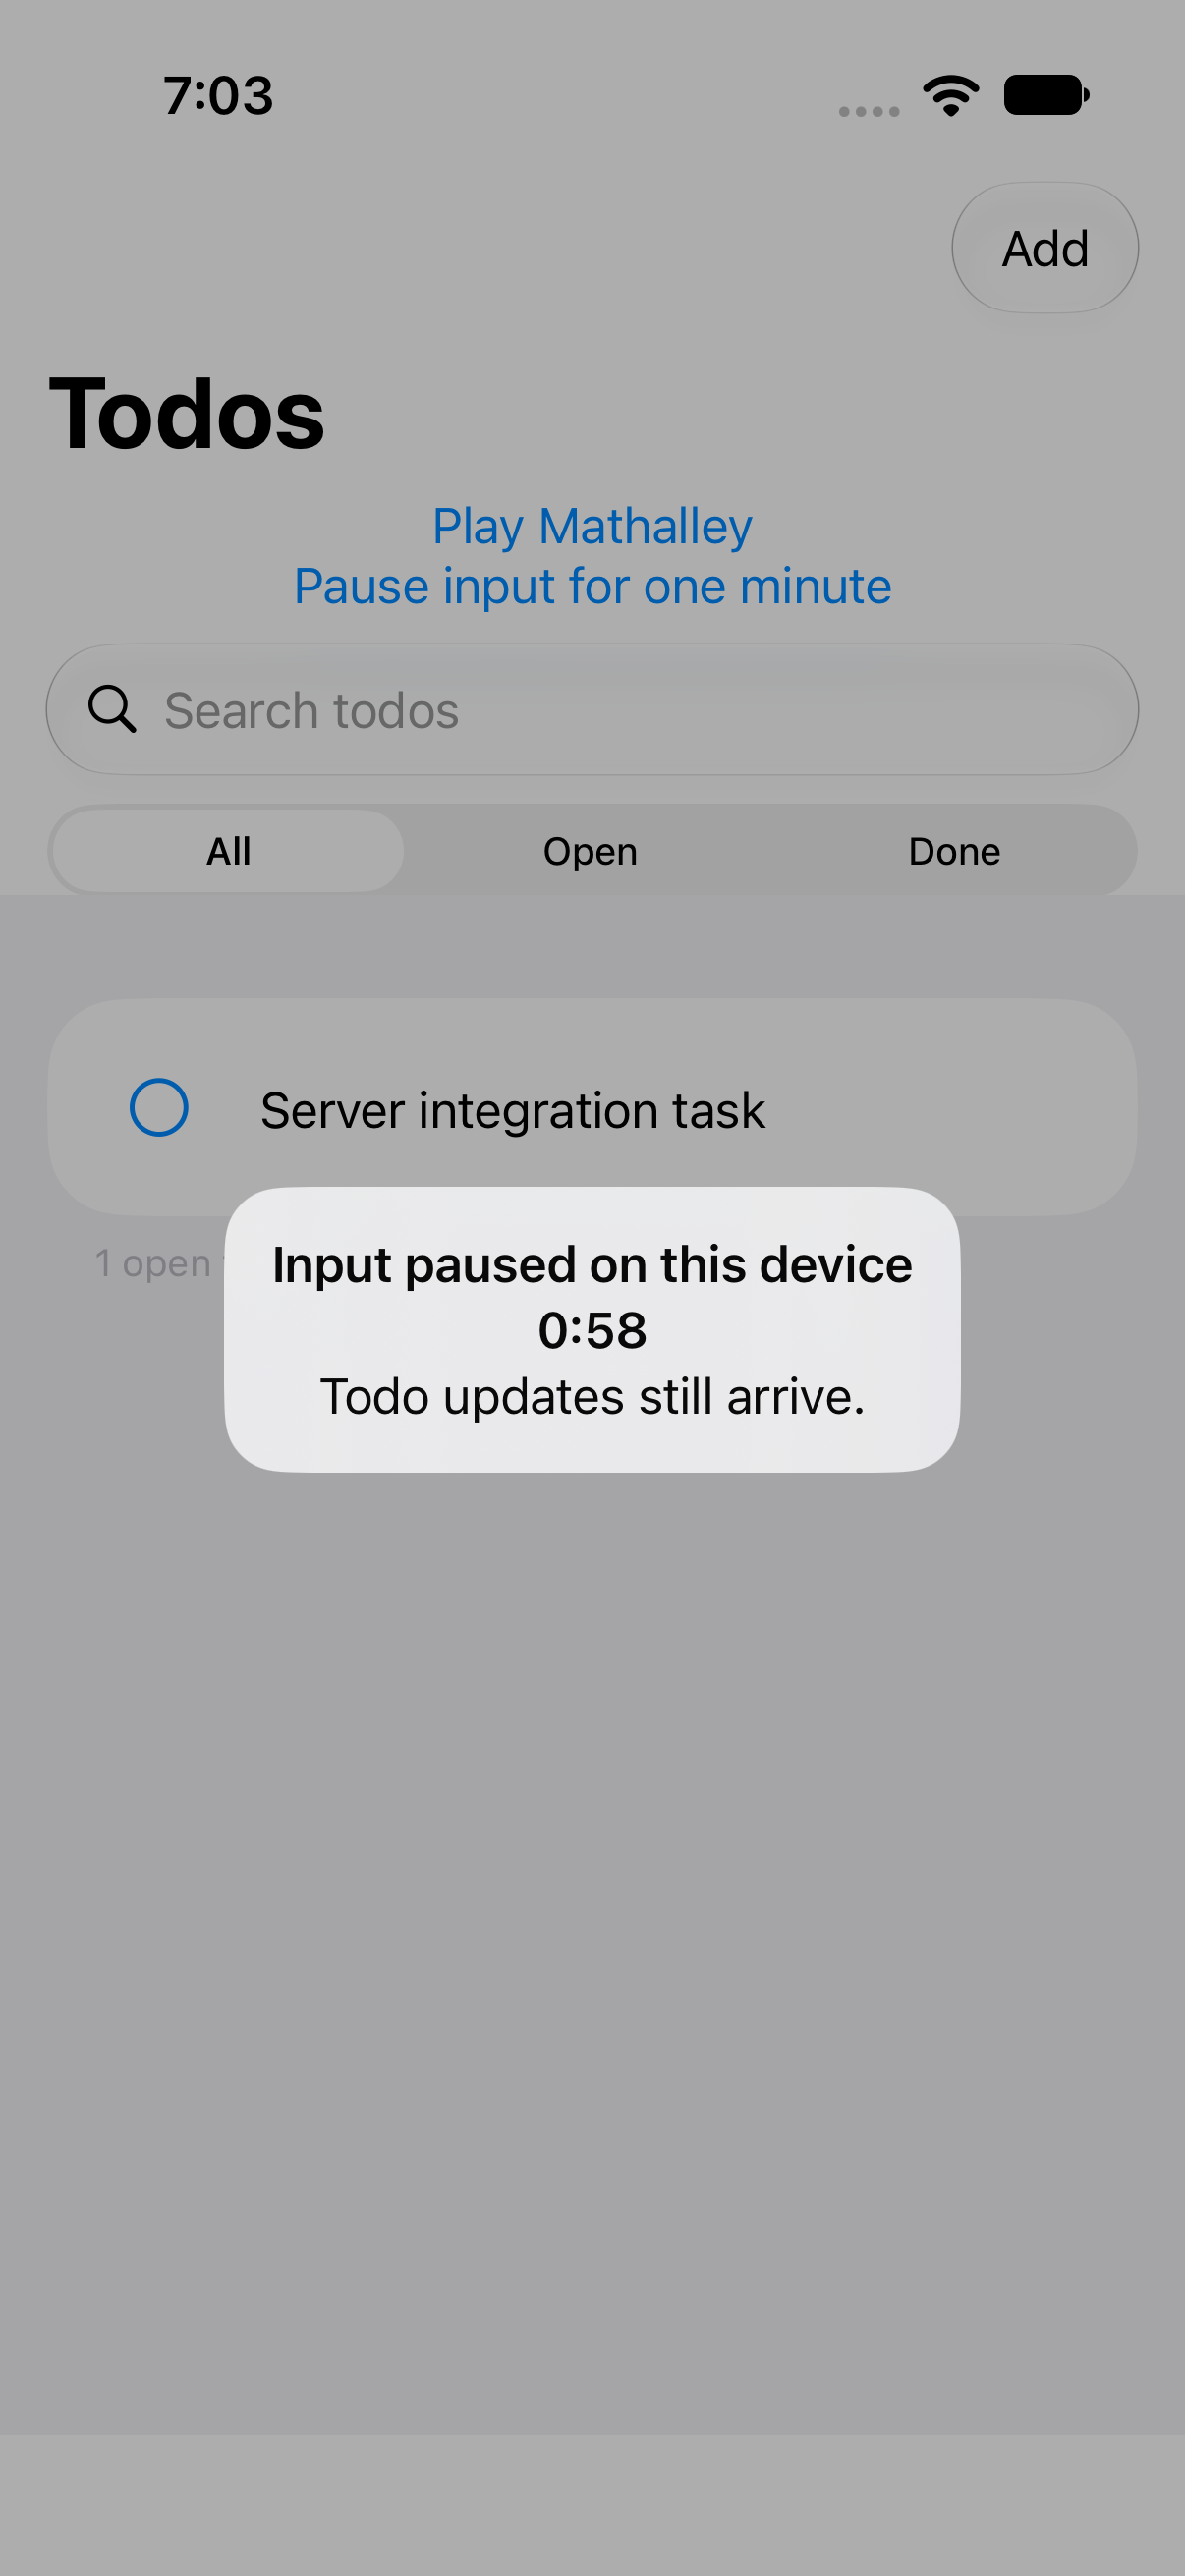 7:03
Add
Todos
Play Mathalley
Pause input for one minute
Search todos
All Open Done
Server integration task
1 open
Input paused on this device
0:58
Todo updates still arrive.